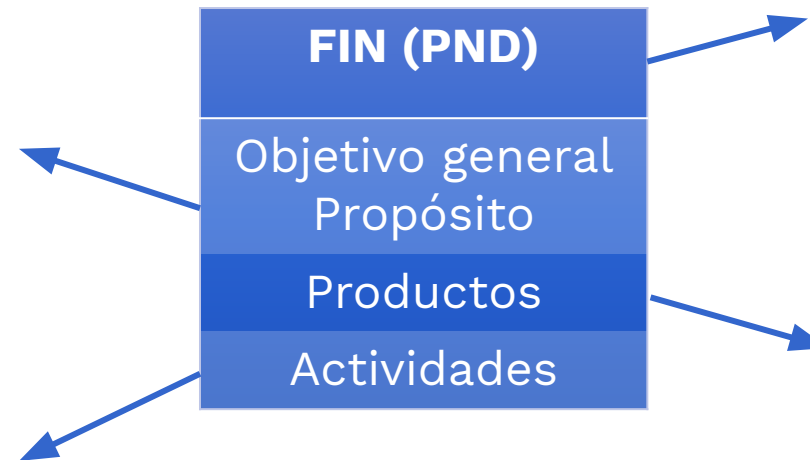 FIN (PND)
Objetivo general
Propósito
Productos
Actividades